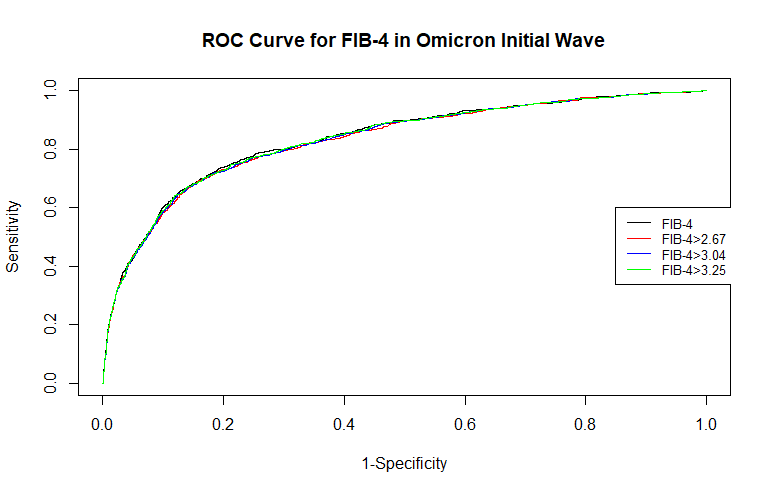 ROC Curve for FIB-4 in Omicron Initial Wave
Sensitivity
1.0
0.8
0.6
0.4
0.2
0.0
FIB-4
FIB-4>2.67
FIB-4>3.04
FIB-4>3.25
0.0 0.2 0.4 0.6 0.8 1.0
1-Specificity